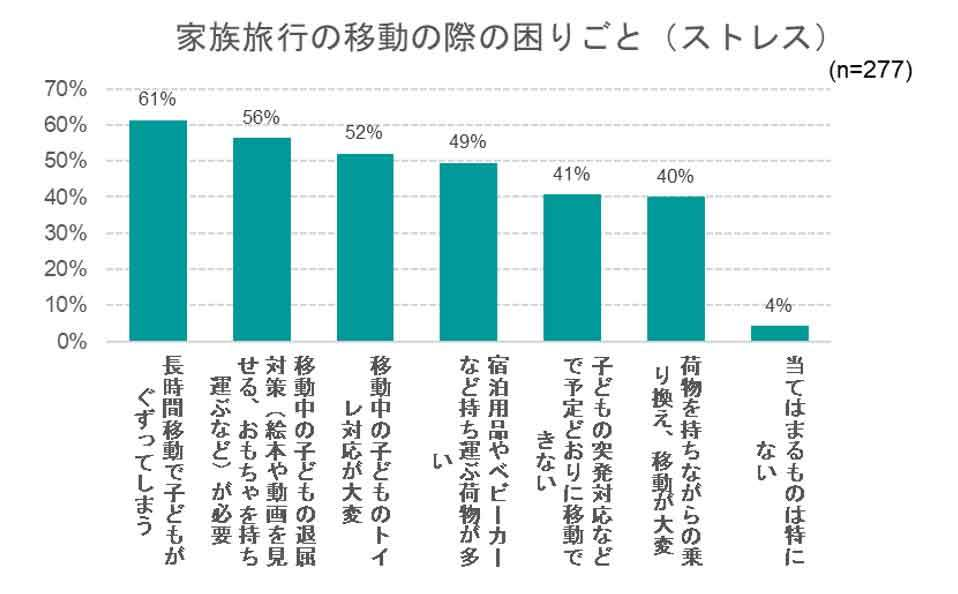 家族旅行の移動の際の困りごと（ストレス）
(n=277)
70%
60%
50%
40%
30%
20%
10%
0%
61%
56%
52%
49%
41%
40%
4%
長時間移動で子どもが
ぐずってしまう
移動中の子どもの退屈
対策（絵本や動画を見
せる、おもちゃを持ち
運ぶなど）が必要
移動中の子どものトイ
レ対応が大変
宿泊用品やベビーカー
など持ち運ぶ荷物が多
い
子どもの突発対応など
で予定どおりに移動で
きない
荷物を持ちながらの乗
り換え、移動が大変
当てはまるものは特に
ない